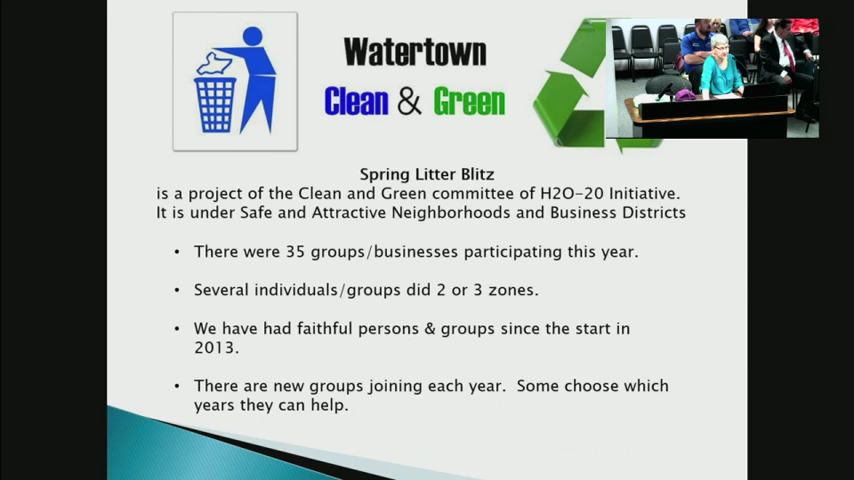 Watertown
Clean & Green
Spring Litter Blitz
is a project of the Clean and Green committee of H2O-20 Initiative.
It is under Safe and Attractive Neighborhoods and Business Districts
• There were 35 groups/businesses participating this year.
• Several individuals/groups did 2 or 3 zones.
• We have had faithful persons & groups since the start in
2013.
• There are new groups joining each year. Some choose which
years they can help.